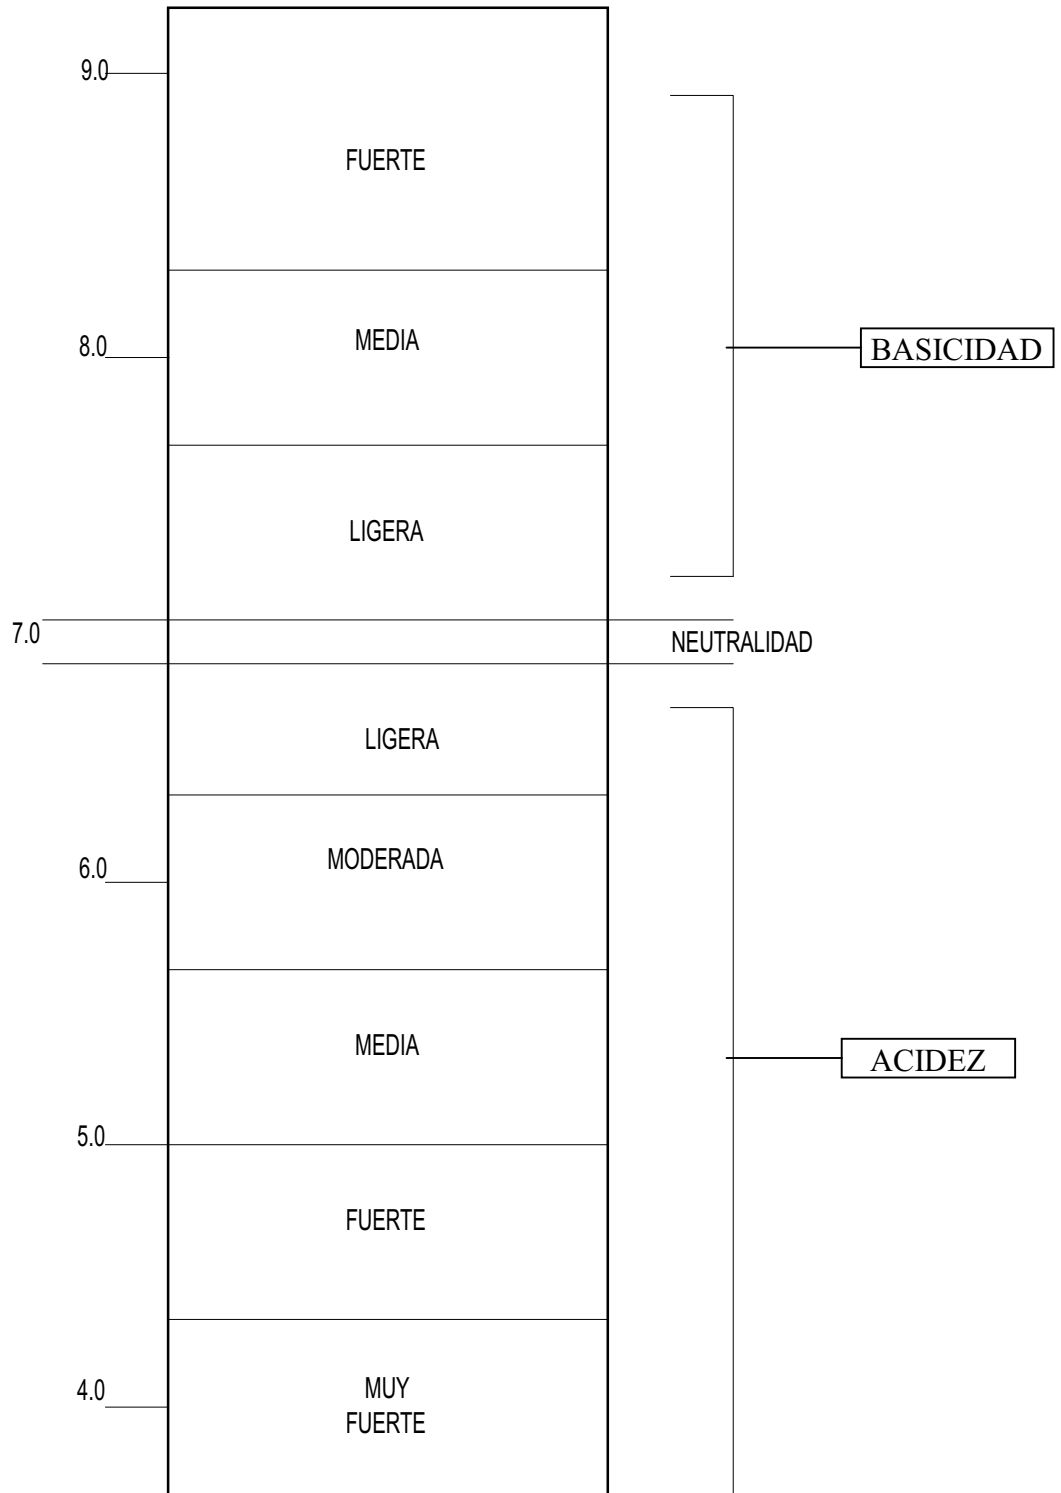 9.0
FUERTE
8.0
MEDIA
BASICIDAD
LIGERA
7.0
NEUTRALIDAD
LIGERA
6.0
MODERADA
MEDIA
ACIDEZ
5.0
FUERTE
4.0
MUY
FUERTE